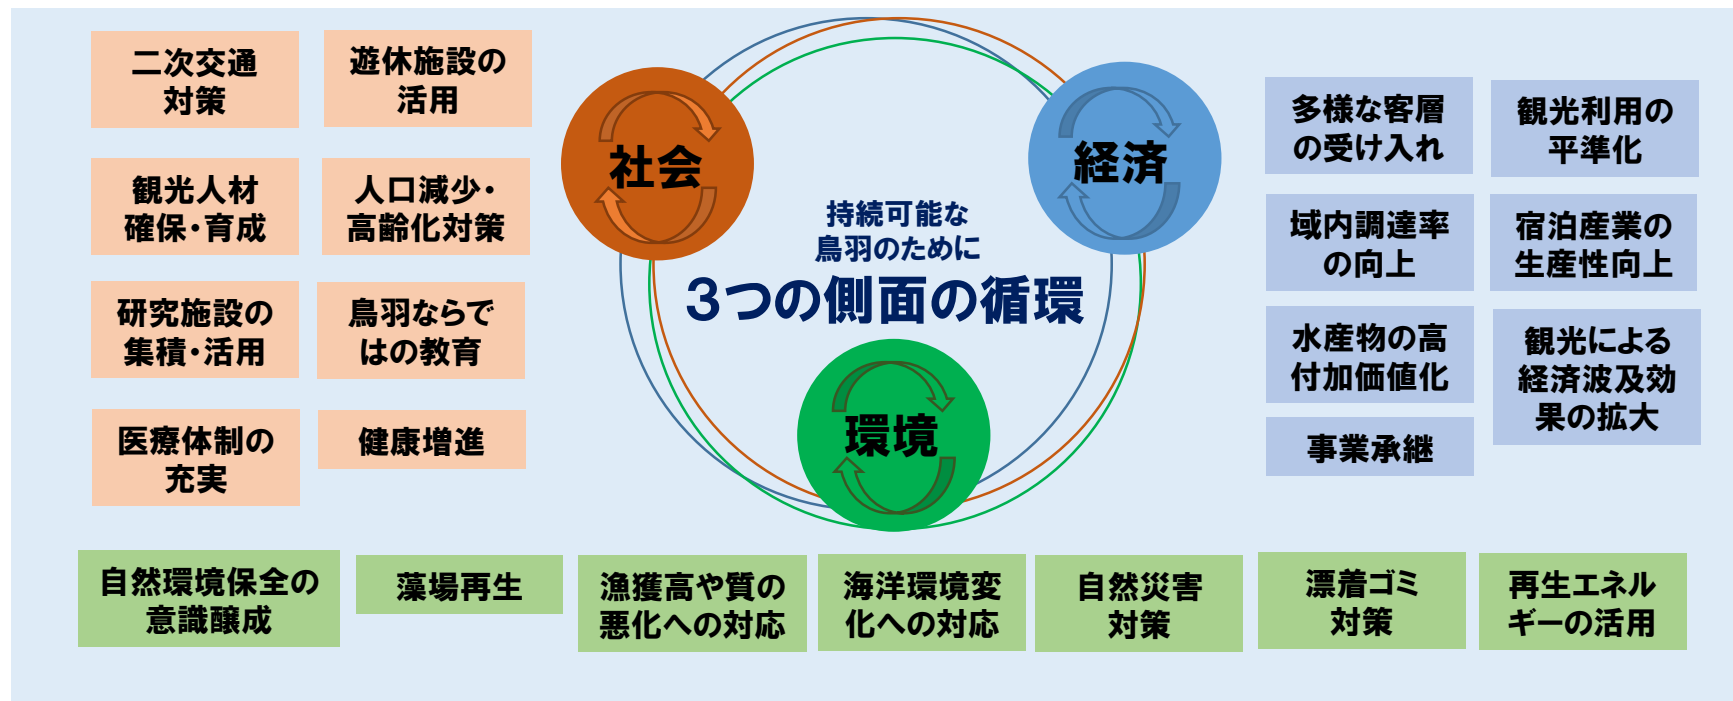 二次交通
対策
遊休施設の
活用
観光人材
確保・育成
人口減少・
高齢化対策
研究施設の
集積・活用
鳥羽ならで
はの教育
医療体制の
充実
健康増進
社会
経済
持続可能な
鳥羽のために
３つの側面の循環
環境
多様な客層
の受け入れ
観光利用の
平準化
域内調達率
の向上
宿泊産業の
生産性向上
水産物の高
付加価値化
観光による
経済波及効
果の拡大
事業承継
自然環境保全の
意識醸成
藻場再生
漁獲高や質の
悪化への対応
海洋環境変
化への対応
自然災害
対策
漂着ゴミ
対策
再生エネル
ギーの活用